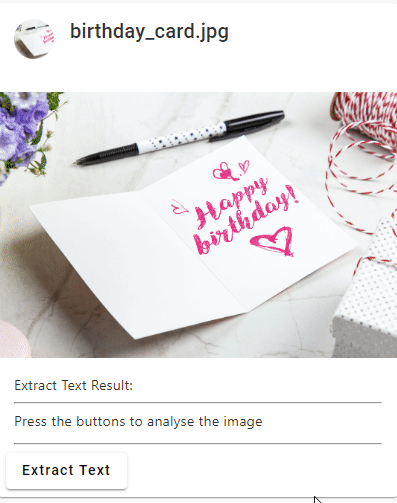 birthday_card.jpg
Happy
birthday!
Extract Text Result:
Press the buttons to analyse the image
Extract Text